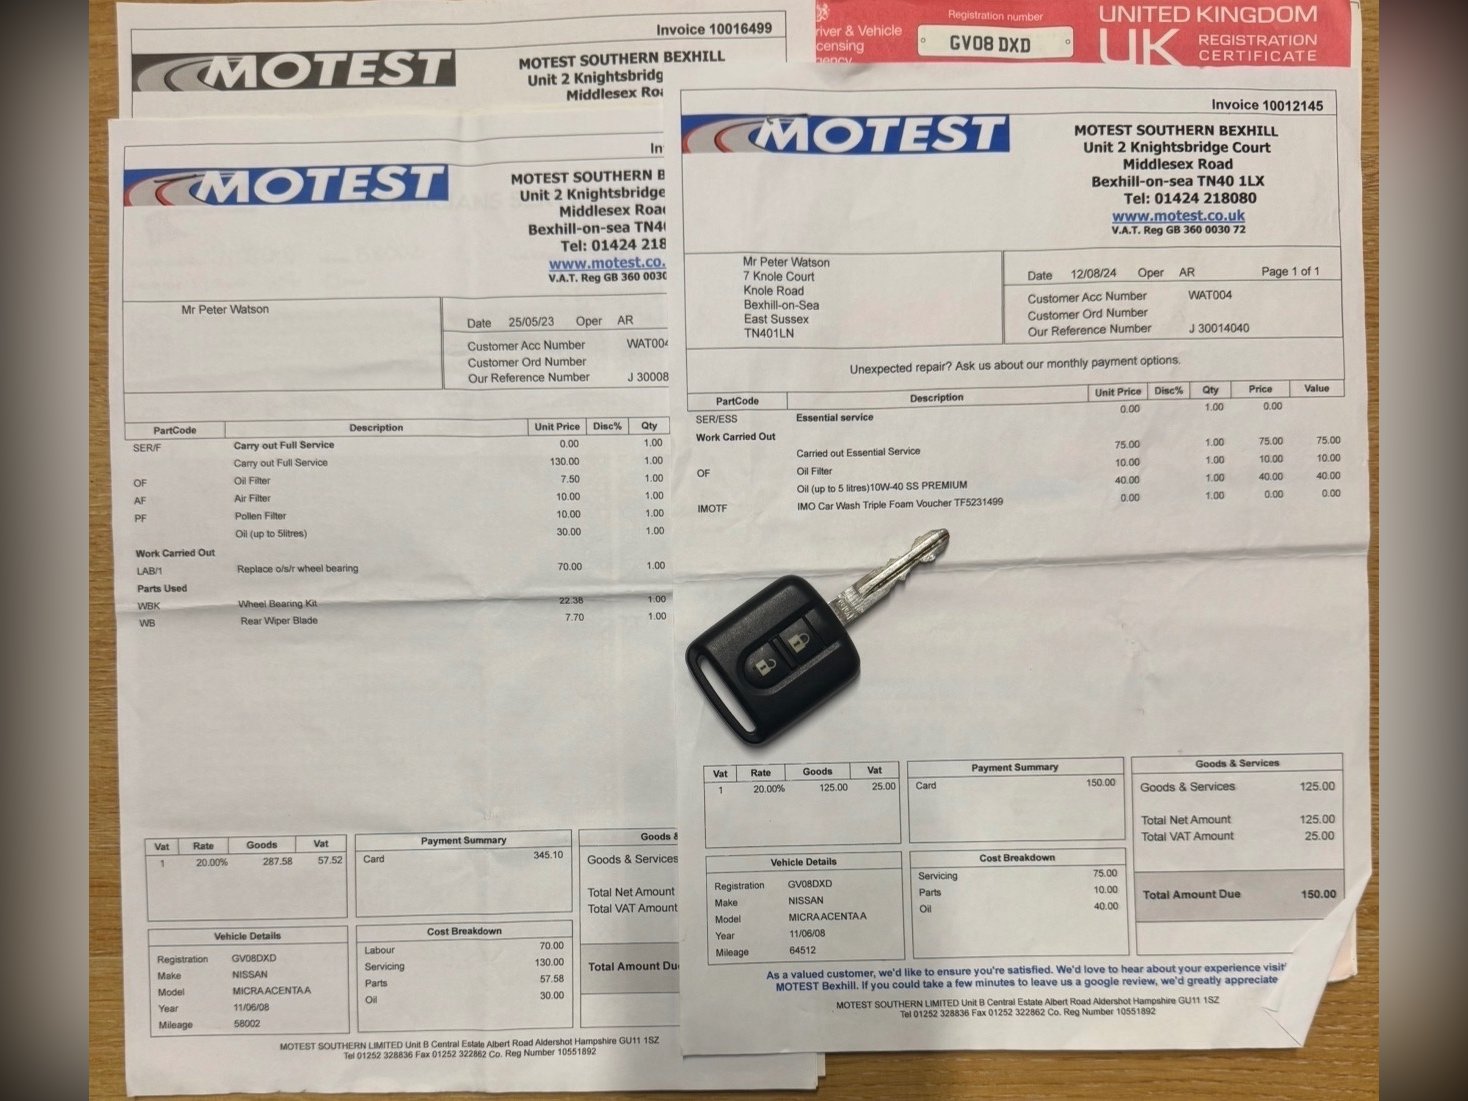 Invoice 10016499
MOTEST
MOTEST SOUTHERN BEXHILL
Unit 2 Knightsbridg
Middlesex Roa
river & Vehicle
censing
gency
Registration number
GV08 DXD
UNITED KINGDOM
UK REGISTRATION
CERTIFICATE
In
MOTEST
MOTEST SOUTHERN B
Unit 2 Knightsbridge
Middlesex Road
Bexhill-on-sea TN4
Tel: 01424 218
www.motest.co.
V.A.T. Reg GB 360 0030
Mr Peter Watson
Date 25/05/23 Oper AR
Customer Acc Number WAT004
Customer Ord Number
Our Reference Number J 30008
PartCode Description Unit Price Disc% Qty
SER/F Carry out Full Service 0.00 1.00
Carry out Full Service 130.00 1.00
OF Oil Filter 7.50 1.00
AF Air Filter 10.00 1.00
PF Pollen Filter 10.00 1.00
Oil (up to 5litres) 30.00 1.00
Work Carried Out
LAB/1 Replace o/s/r wheel bearing 70.00 1.00
Parts Used
WBK Wheel Bearing Kit 22.38 1.00
WB Rear Wiper Blade 7.70 1.00
Vat Rate Goods Vat
1 20.00% 287.58 57.52
Payment Summary
Card 345.10
Goods &
Goods & Services
Total Net Amount
Total VAT Amount
Total Amount Du
Vehicle Details
Registration GV08DXD
Make NISSAN
Model MICRAACENTAA
Year 11/06/08
Mileage 58002
Cost Breakdown
Labour 70.00
Servicing 130.00
Parts 57.58
Oil 30.00
MOTEST SOUTHERN LIMITED Unit B Central Estate Albert Road Aldershot Hampshire GU11 1SZ
Tel 01252 328836 Fax 01252 322862 Co. Reg Number 10551892
Invoice 10012145
MOTEST
MOTEST SOUTHERN BEXHILL
Unit 2 Knightsbridge Court
Middlesex Road
Bexhill-on-sea TN40 1LX
Tel: 01424 218080
www.motest.co.uk
V.A.T. Reg GB 360 0030 72
Mr Peter Watson
7 Knole Court
Knole Road
Bexhill-on-Sea
East Sussex
TN401LN
Date 12/08/24 Oper AR Page 1 of 1
Customer Acc Number WAT004
Customer Ord Number
Our Reference Number J 30014040
Unexpected repair? Ask us about our monthly payment options.
PartCode Description Unit Price Disc% Qty Price Value
SER/ESS Essential service 0.00 1.00 0.00
Work Carried Out
Carried out Essential Service 75.00 1.00 75.00 75.00
OF Oil Filter 10.00 1.00 10.00 10.00
Oil (up to 5 litres)10W-40 SS PREMIUM 40.00 1.00 40.00 40.00
IMOTF IMO Car Wash Triple Foam Voucher TF5231499 0.00 1.00 0.00 0.00
Vat Rate Goods Vat
1 20.00% 125.00 25.00
Payment Summary
Card 150.00
Goods & Services
Goods & Services 125.00
Total Net Amount 125.00
Total VAT Amount 25.00
Total Amount Due 150.00
Vehicle Details
Registration GV08DXD
Make NISSAN
Model MICRAACENTAA
Year 11/06/08
Mileage 64512
Cost Breakdown
Servicing 75.00
Parts 10.00
Oil 40.00
As a valued customer, we'd like to ensure you're satisfied. We'd love to hear about your experience visit
MOTEST Bexhill. If you could take a few minutes to leave us a google review, we'd greatly appreciate
MOTEST SOUTHERN LIMITED Unit B Central Estate Albert Road Aldershot Hampshire GU11 1SZ
Tel 01252 328836 Fax 01252 322862 Co. Reg Number 10551892